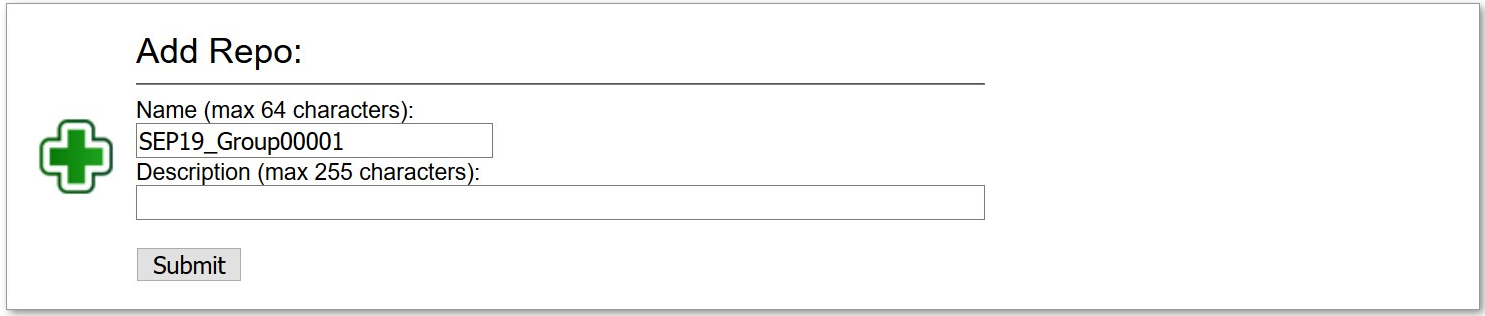 Add Repo:
Name (max 64 characters):
SEP19_Group00001
Description (max 255 characters):
Submit